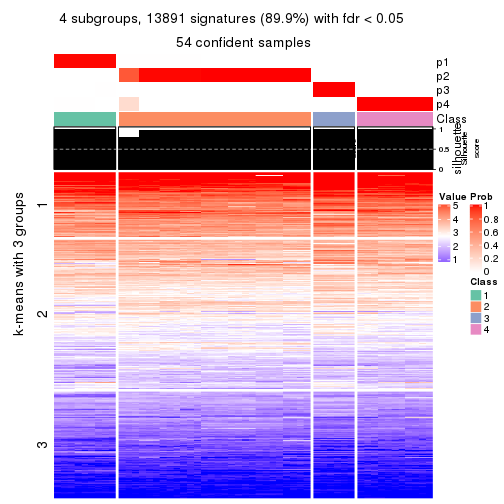 4 subgroups, 13891 signatures (89.9%) with fdr < 0.05
54 confident samples
p1
p2
p3
p4
Class
1
0.5
0
silhouette
Silhouette
score
k-means with 3 groups
1
2
3
Value
5
4
3
2
1
Prob
1
0.8
0.6
0.4
0.2
0
Class
1
2
3
4